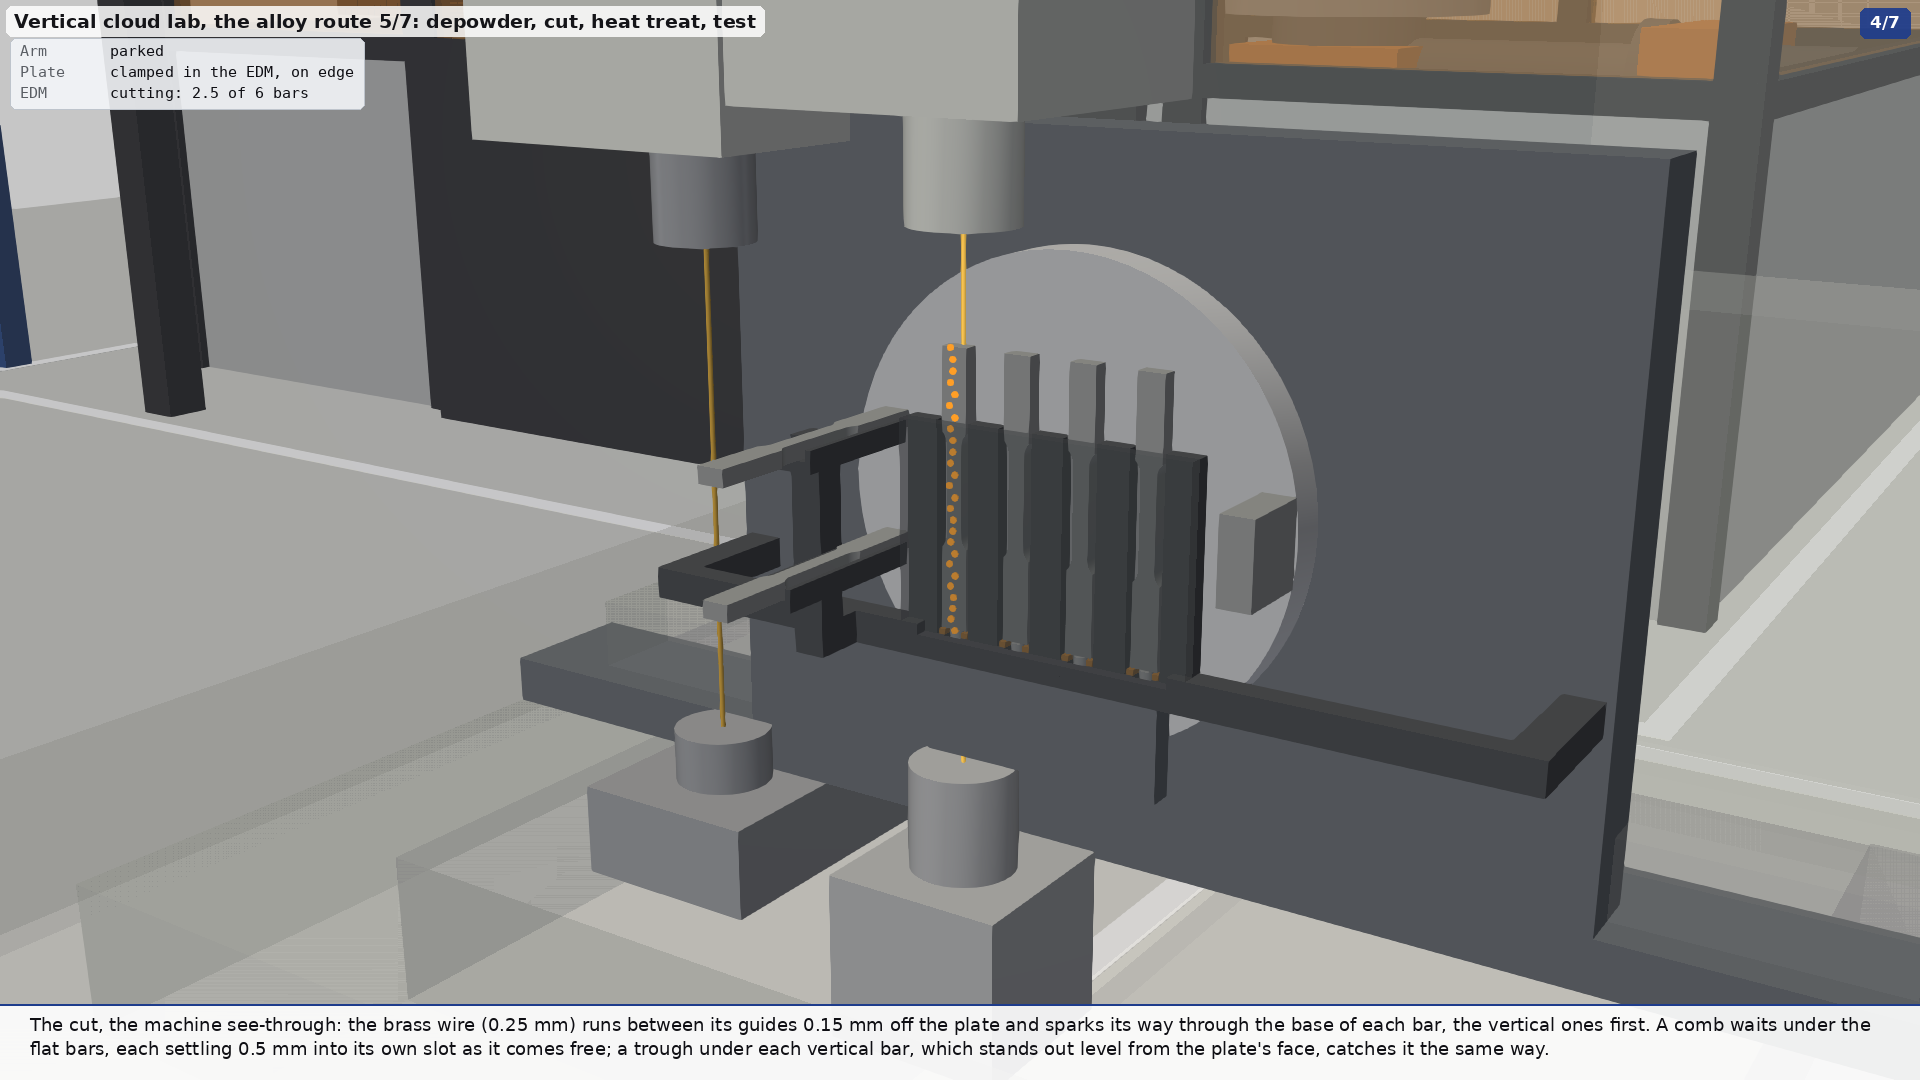 Vertical cloud lab, the alloy route 5/7: depowder, cut, heat treat, test
4/7
Arm parked
Plate clamped in the EDM, on edge
EDM cutting: 2.5 of 6 bars
The cut, the machine see-through: the brass wire (0.25 mm) runs between its guides 0.15 mm off the plate and sparks its way through the base of each bar, the vertical ones first. A comb waits under the
flat bars, each settling 0.5 mm into its own slot as it comes free; a trough under each vertical bar, which stands out level from the plate's face, catches it the same way.